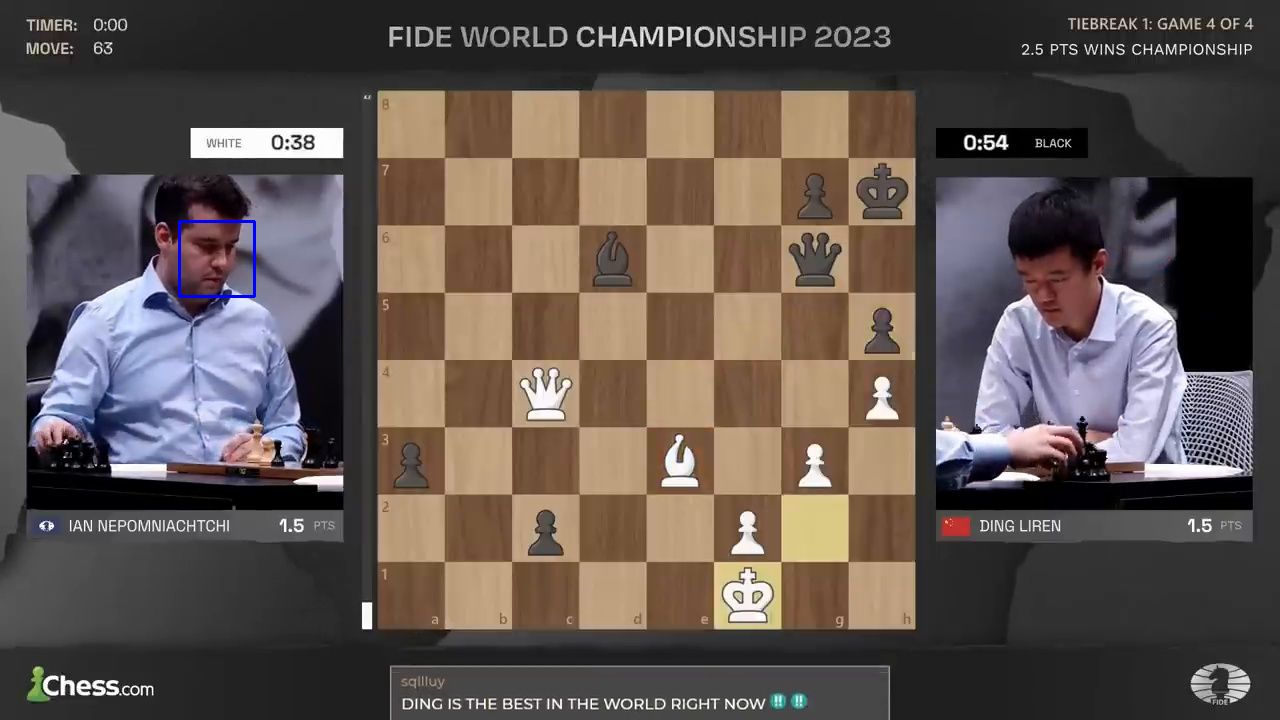 TIMER: 0:00
MOVE: 63
FIDE WORLD CHAMPIONSHIP 2023
TIEBREAK 1: GAME 4 OF 4
2.5 PTS WINS CHAMPIONSHIP
WHITE 0:38
0:54 BLACK
8
7
6
5
4
3
2
1
a b c d e g h
IAN NEPOMNIACHTCHI 1.5 PTS
DING LIREN 1.5 PTS
Chess.com
sqllluy
DING IS THE BEST IN THE WORLD RIGHT NOW ‼ ‼
FIDE